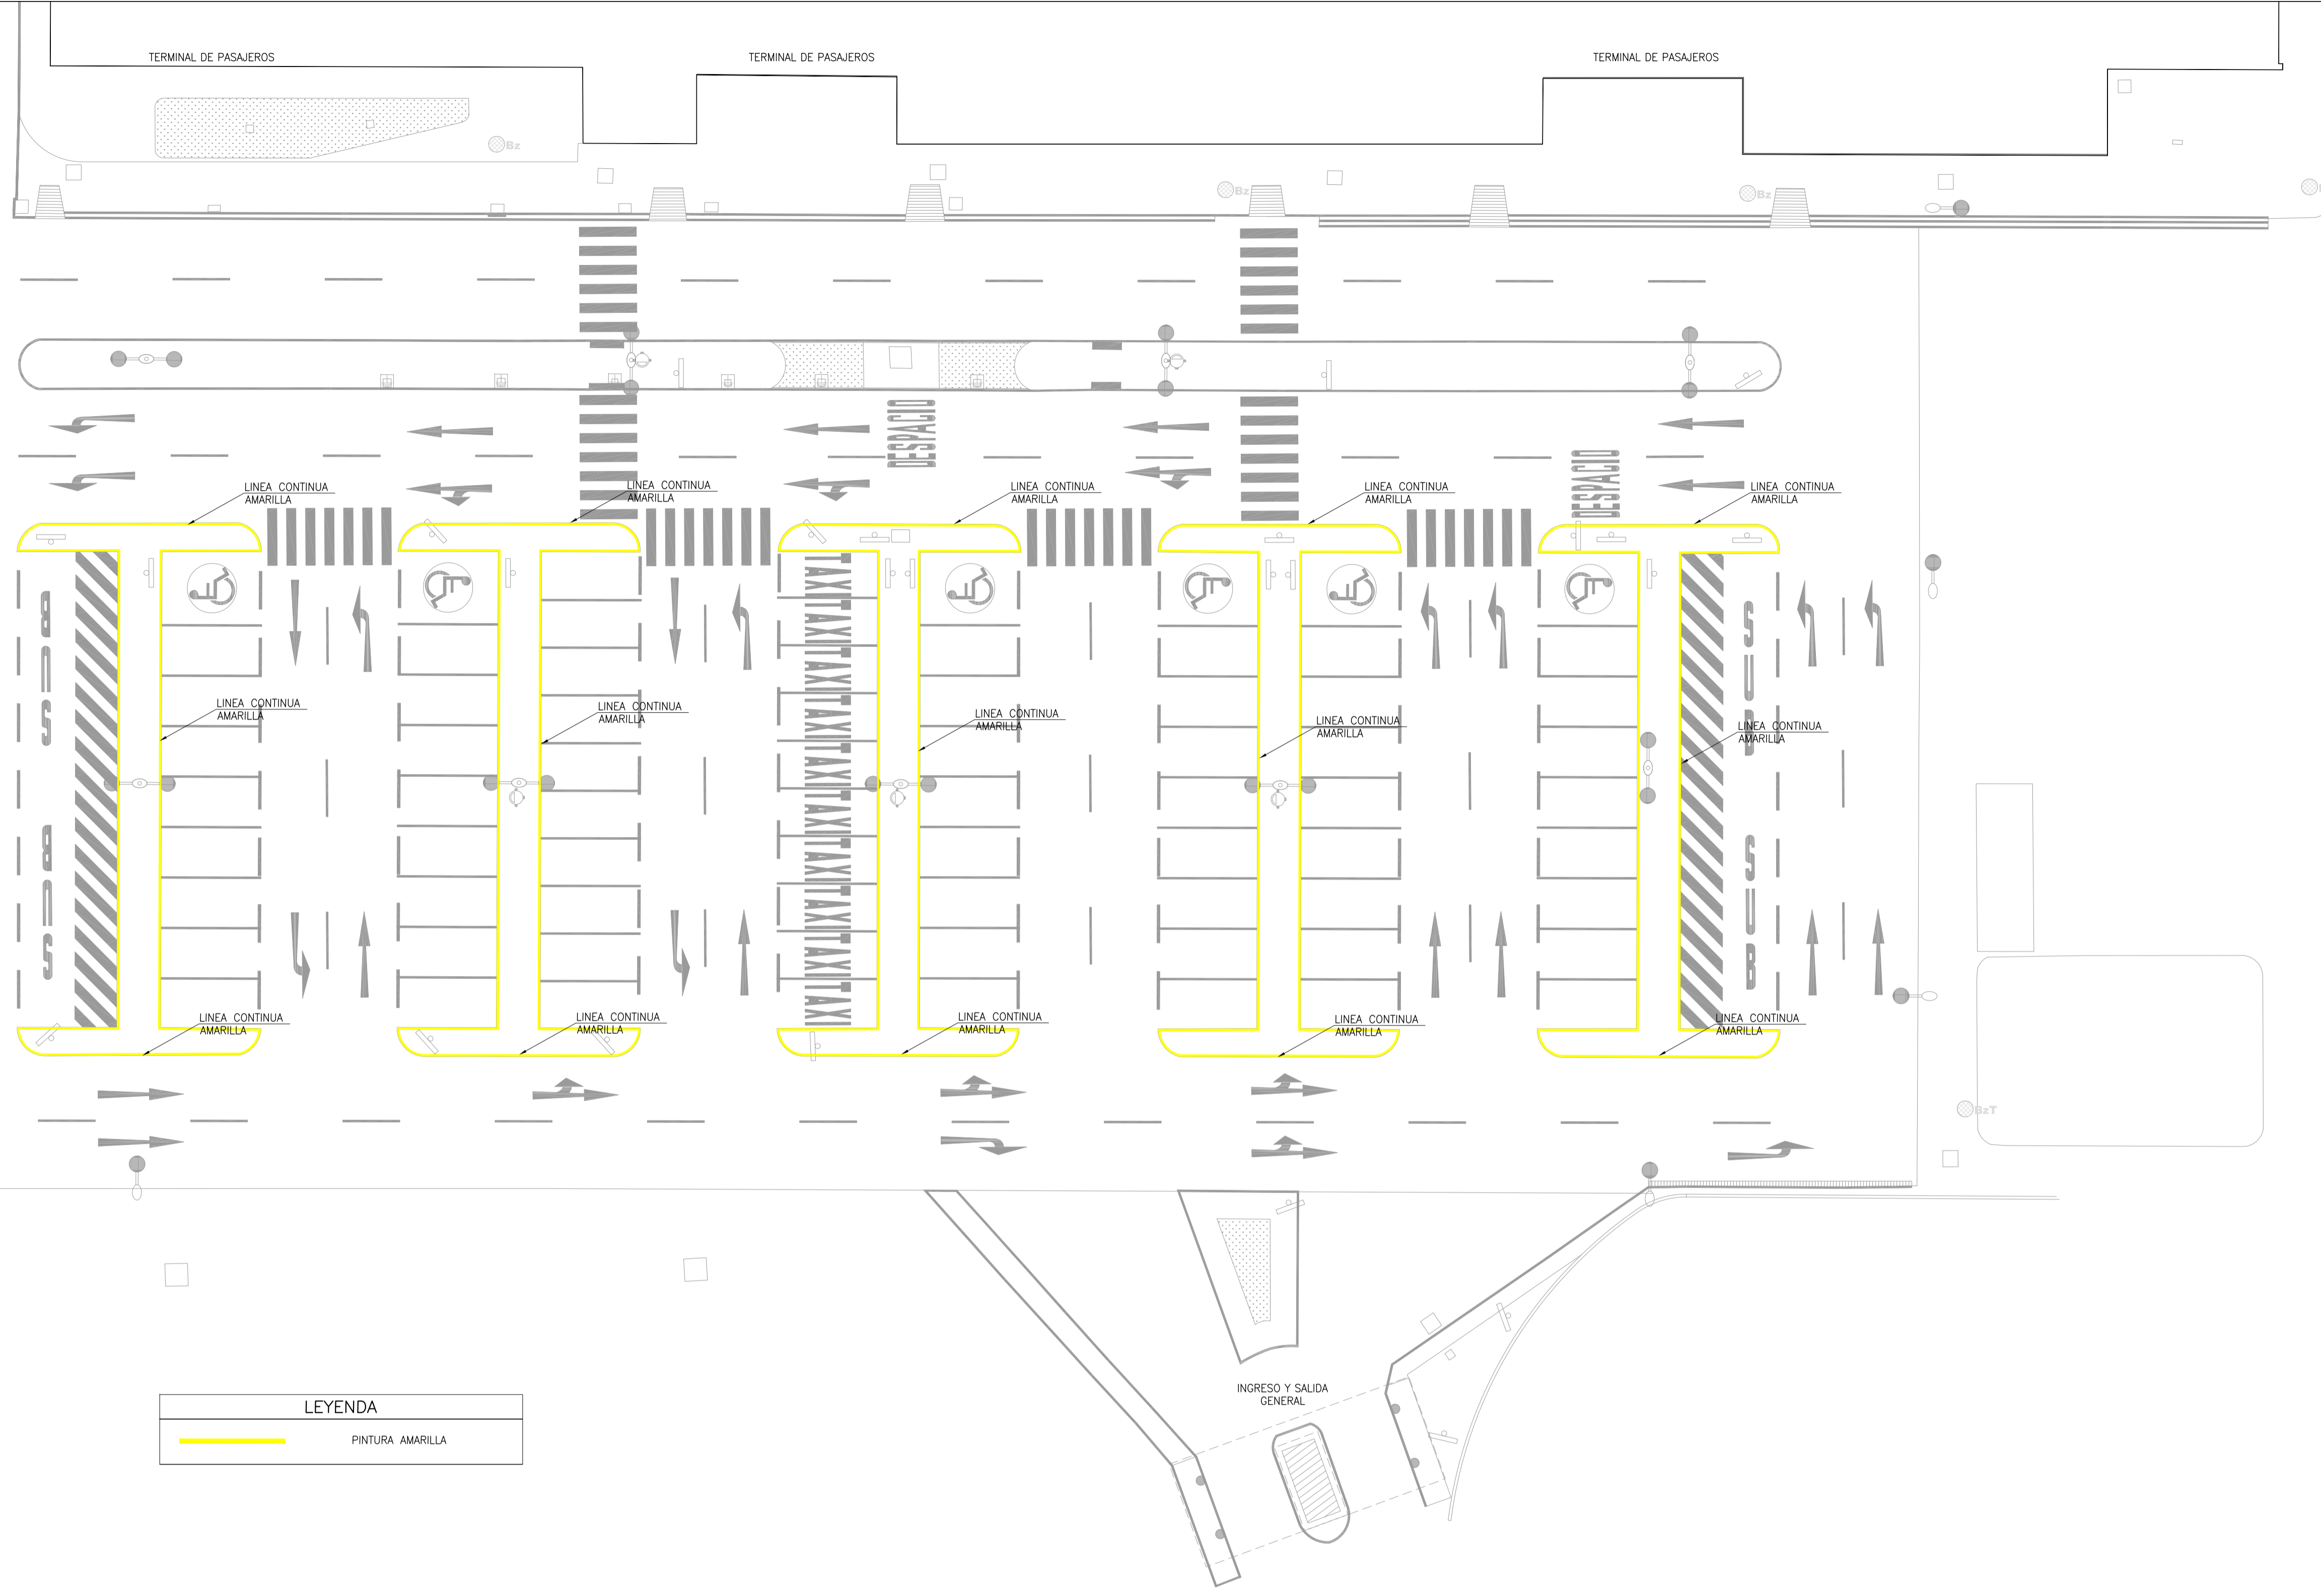 TERMINAL DE PASAJEROS
TERMINAL DE PASAJEROS
TERMINAL DE PASAJEROS
Bz
Bz
Bz
DESPACIO
DESPACIO
LINEA CONTINUA
AMARILLA
LINEA CONTINUA
AMARILLA
LINEA CONTINUA
AMARILLA
LINEA CONTINUA
AMARILLA
LINEA CONTINUA
AMARILLA
BUS
BUS
TAXI
TAXI
TAXI
TAXI
TAXI
TAXI
TAXI
TAXI
TAXI
TAXI
BUS
BUS
LINEA CONTINUA
AMARILLA
LINEA CONTINUA
AMARILLA
LINEA CONTINUA
AMARILLA
LINEA CONTINUA
AMARILLA
LINEA CONTINUA
AMARILLA
LINEA CONTINUA
AMARILLA
LINEA CONTINUA
AMARILLA
LINEA CONTINUA
AMARILLA
LINEA CONTINUA
AMARILLA
LINEA CONTINUA
AMARILLA
BzT
INGRESO Y SALIDA
GENERAL
LEYENDA
PINTURA AMARILLA